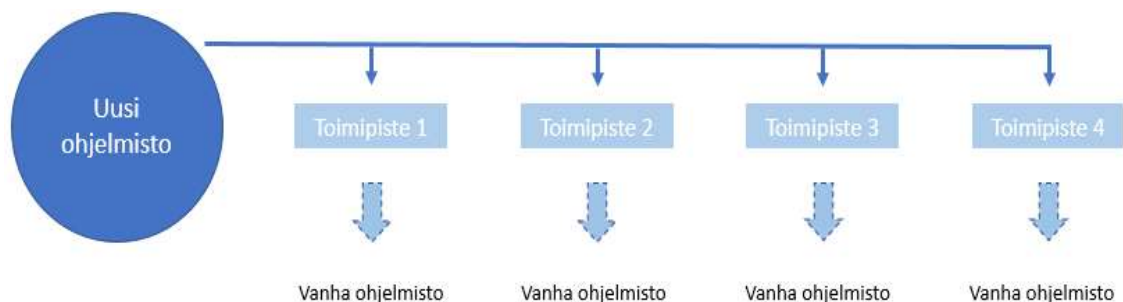 Uusi
ohjelmisto
Toimipiste 1
Toimipiste 2
Toimipiste 3
Toimipiste 4
Vanha ohjelmisto
Vanha ohjelmisto
Vanha ohjelmisto
Vanha ohjelmisto